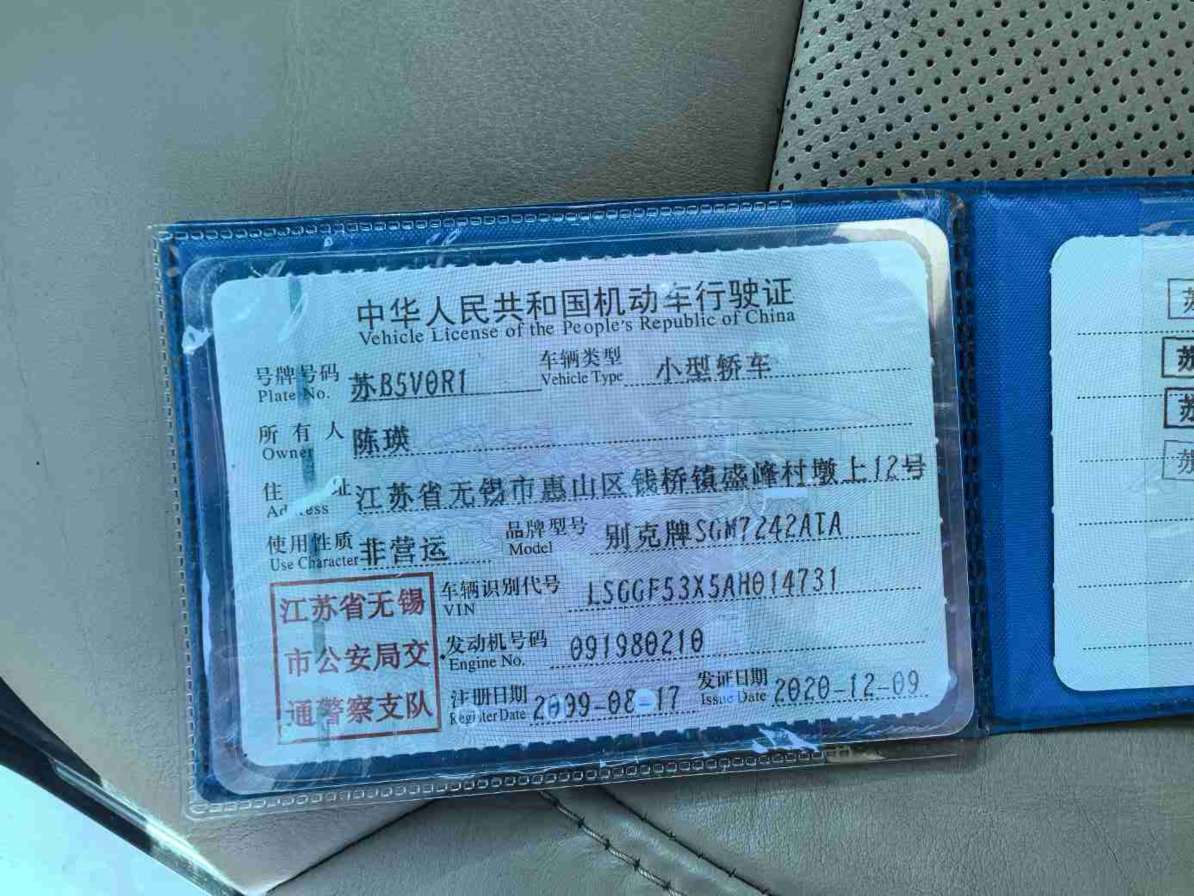 中华人民共和国机动车行驶证
Vehicle License of the People's Republic of China
号牌号码 苏B5V0R1 车辆类型 小型轿车
Plate No. Vehicle Type
所有人 陈瑛
Owner
住址 江苏省无锡市惠山区钱桥镇盛峰村墩上12号
Address
使用性质 非营运 品牌型号 别克牌SGM7242ATA
Use Character Model
江苏省无锡
市公安局交
通警察支队
车辆识别代号 LSGGF53X5AH014731
VIN
发动机号码 091980210
Engine No.
注册日期 2009-08-17 发证日期 2020-12-09
Register Date Issue Date
苏
苏
苏
苏